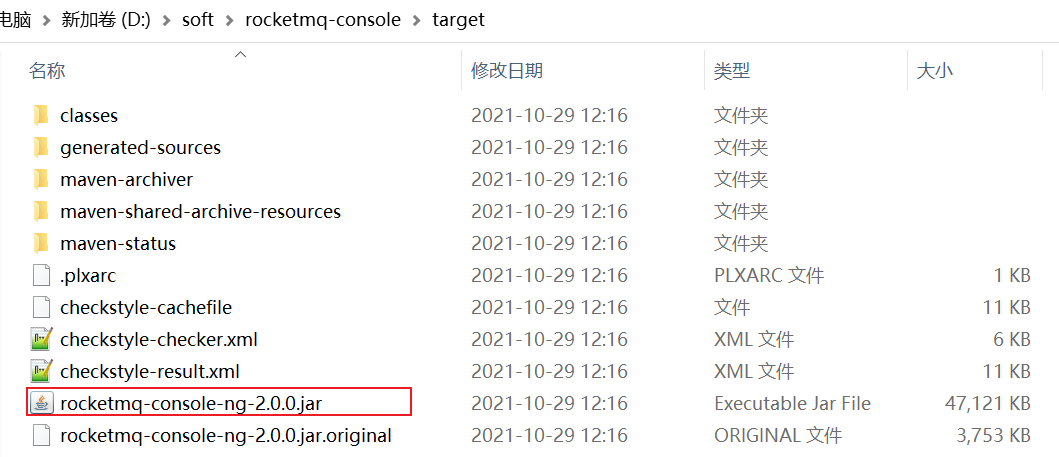 电脑 > 新加卷 (D:) > soft > rocketmq-console > target
名称 修改日期 类型 大小
classes 2021-10-29 12:16 文件夹
generated-sources 2021-10-29 12:16 文件夹
maven-archiver 2021-10-29 12:16 文件夹
maven-shared-archive-resources 2021-10-29 12:16 文件夹
maven-status 2021-10-29 12:16 文件夹
.plxarc 2021-10-29 12:16 PLXARC 文件 1 KB
checkstyle-cachefile 2021-10-29 12:16 文件 11 KB
checkstyle-checker.xml 2021-10-29 12:16 XML 文件 6 KB
checkstyle-result.xml 2021-10-29 12:16 XML 文件 11 KB
rocketmq-console-ng-2.0.0.jar 2021-10-29 12:16 Executable Jar File 47,121 KB
rocketmq-console-ng-2.0.0.jar.original 2021-10-29 12:16 ORIGINAL 文件 3,753 KB